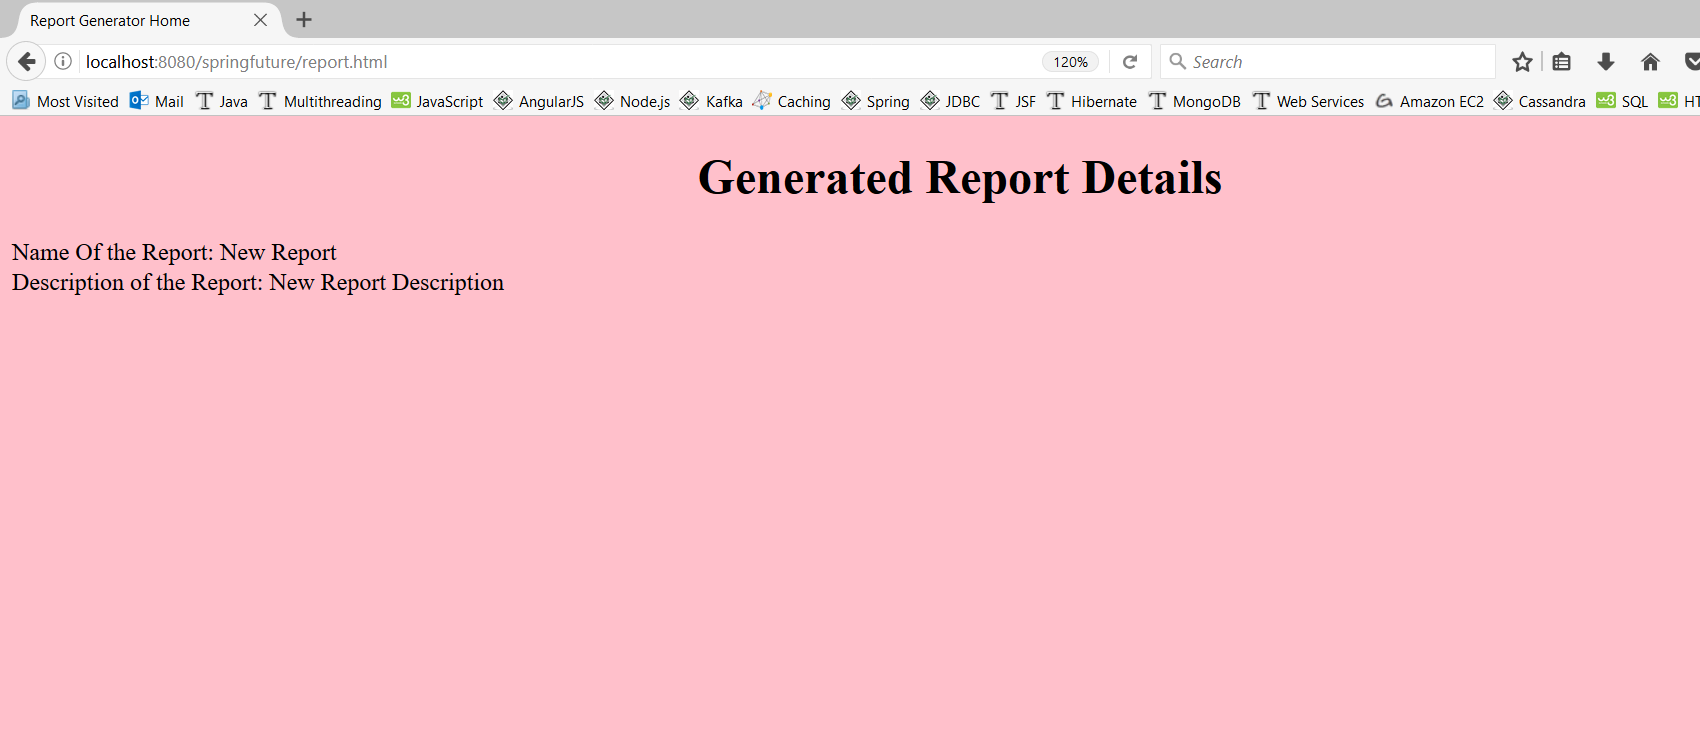 Report Generator Home
localhost:8080/springfuture/report.html 120% Search
Most Visited Mail Java Multithreading JavaScript AngularJS Node.js Kafka Caching Spring JDBC JSF Hibernate MongoDB Web Services Amazon EC2 Cassandra SQL HT
Generated Report Details
Name Of the Report: New Report
Description of the Report: New Report Description